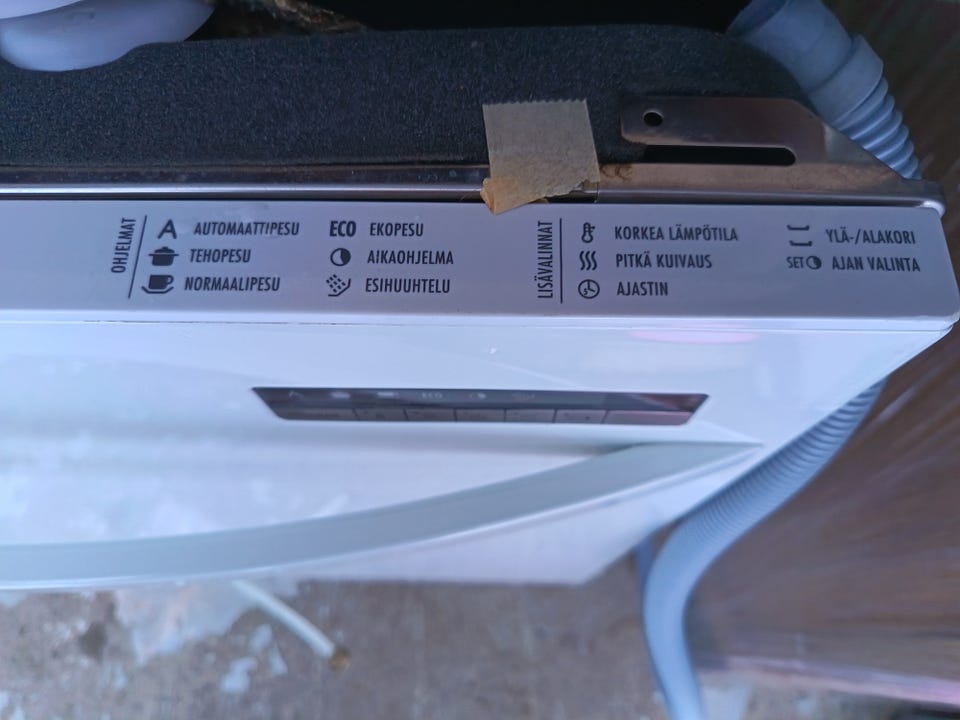 OHJELMAT
A AUTOMAATTIPESU
TEHOPESU
NORMAALIPESU
ECO EKOPESU
AIKAOHJELMA
ESIHUUHTELU
LISÄVALINNAT
KORKEA LÄMPÖTILA
PITKÄ KUIVAUS
AJASTIN
YLÄ-/ALAKORI
SET AJAN VALINTA
ECO